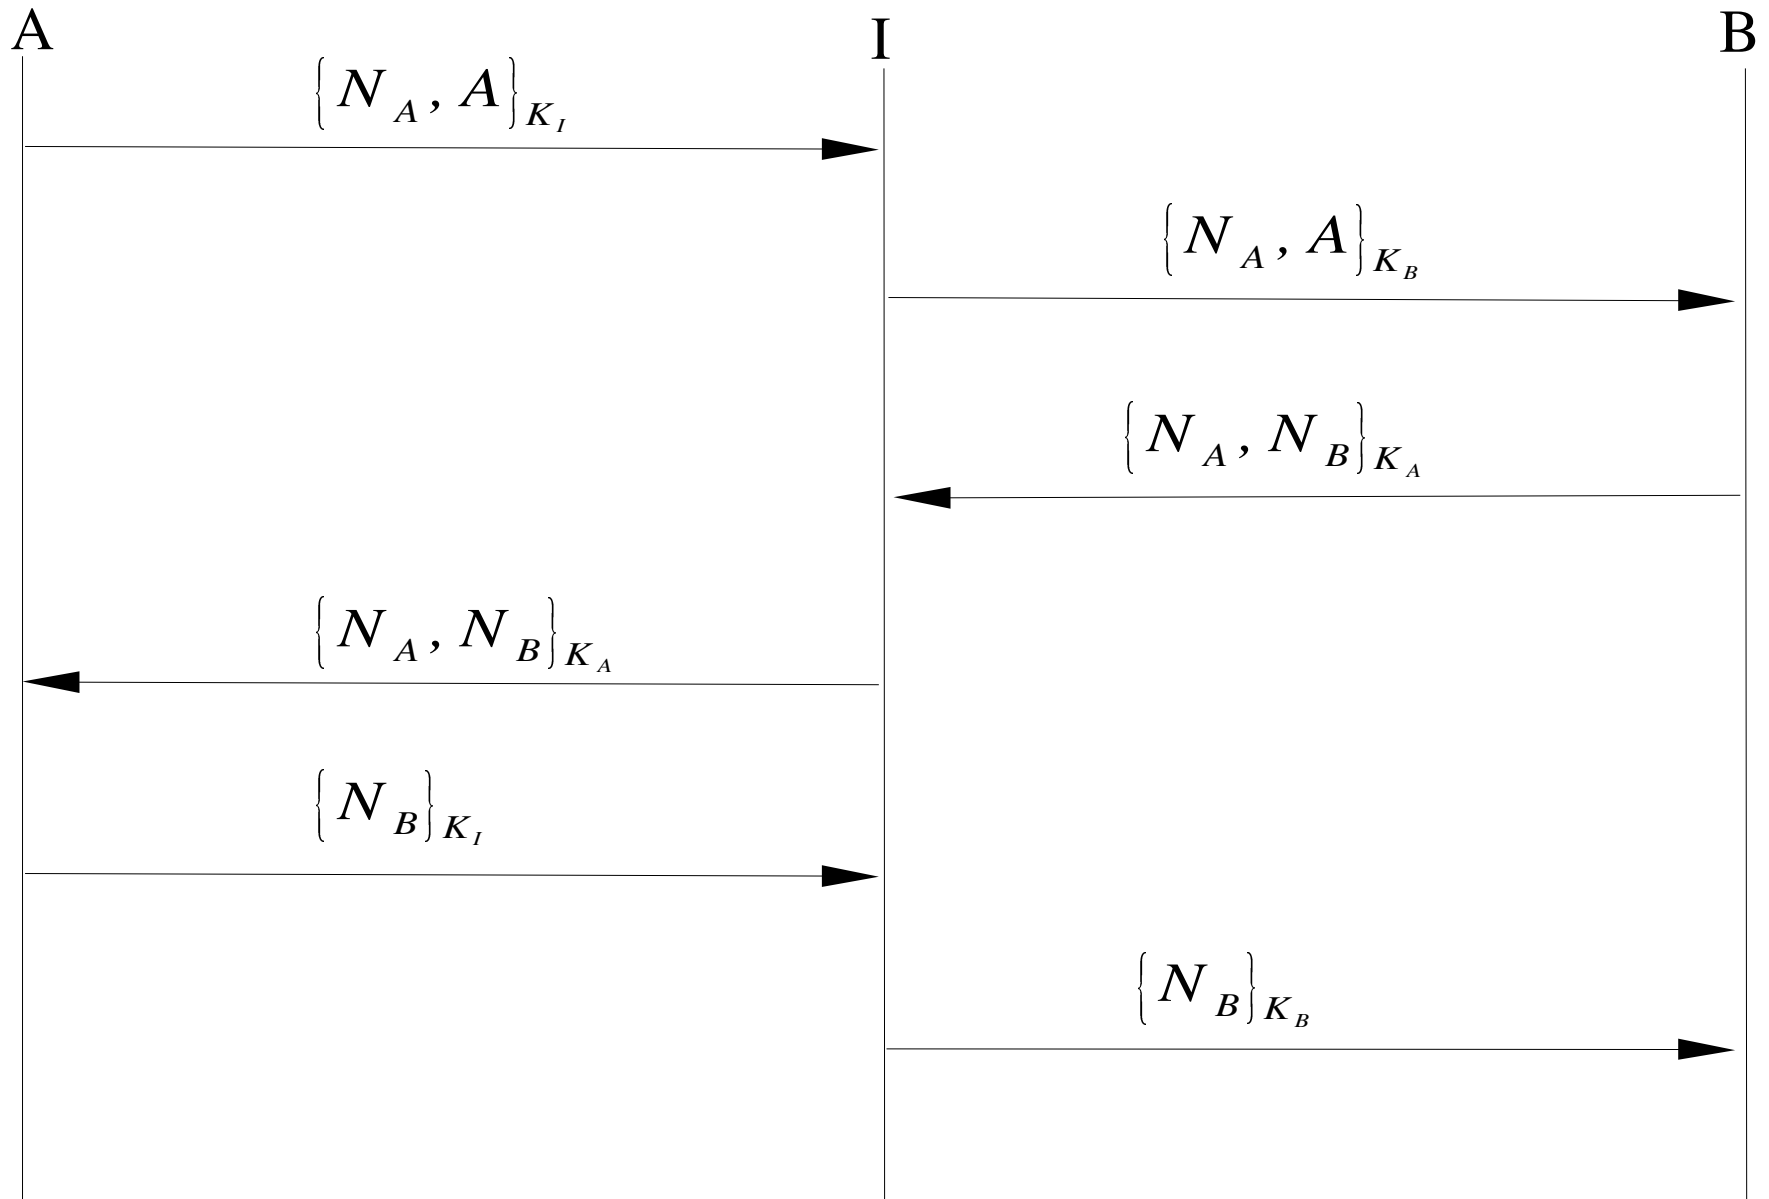 A I B
{ N_A , A }_{K_I}
{ N_A , A }_{K_B}
{ N_A , N_B }_{K_A}
{ N_A , N_B }_{K_A}
{ N_B }_{K_I}
{ N_B }_{K_B}